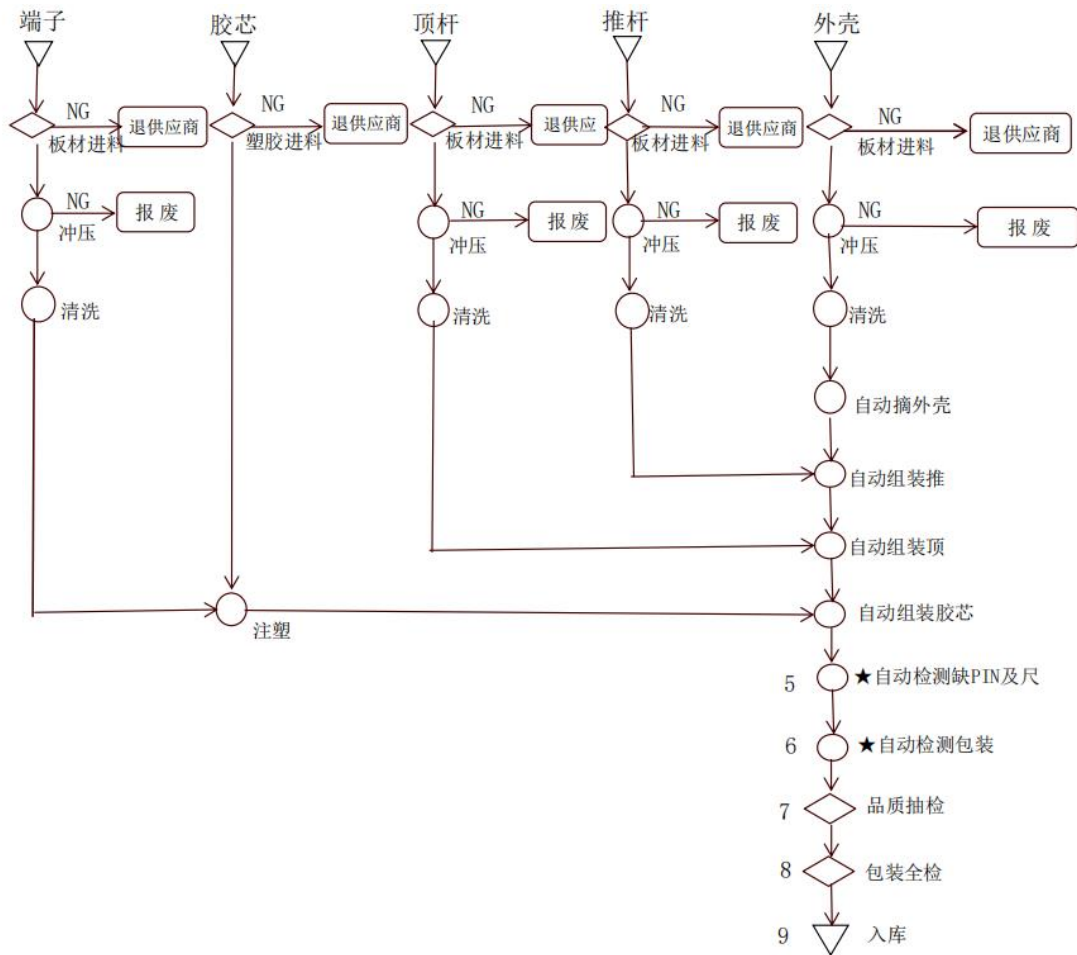 端子
胶芯
顶杆
推杆
外壳
NG
退供应商
板材进料
NG
退供应商
塑胶进料
NG
退供应
板材进料
NG
退供应商
板材进料
NG
退供应商
板材进料
NG
报废
冲压
NG
报废
冲压
NG
报废
冲压
NG
报废
冲压
清洗
清洗
清洗
清洗
自动摘外壳
自动组装推
自动组装顶
自动组装胶芯
注塑
5 ★自动检测缺PIN及尺
6 ★自动检测包装
7 品质抽检
8 包装全检
9 入库